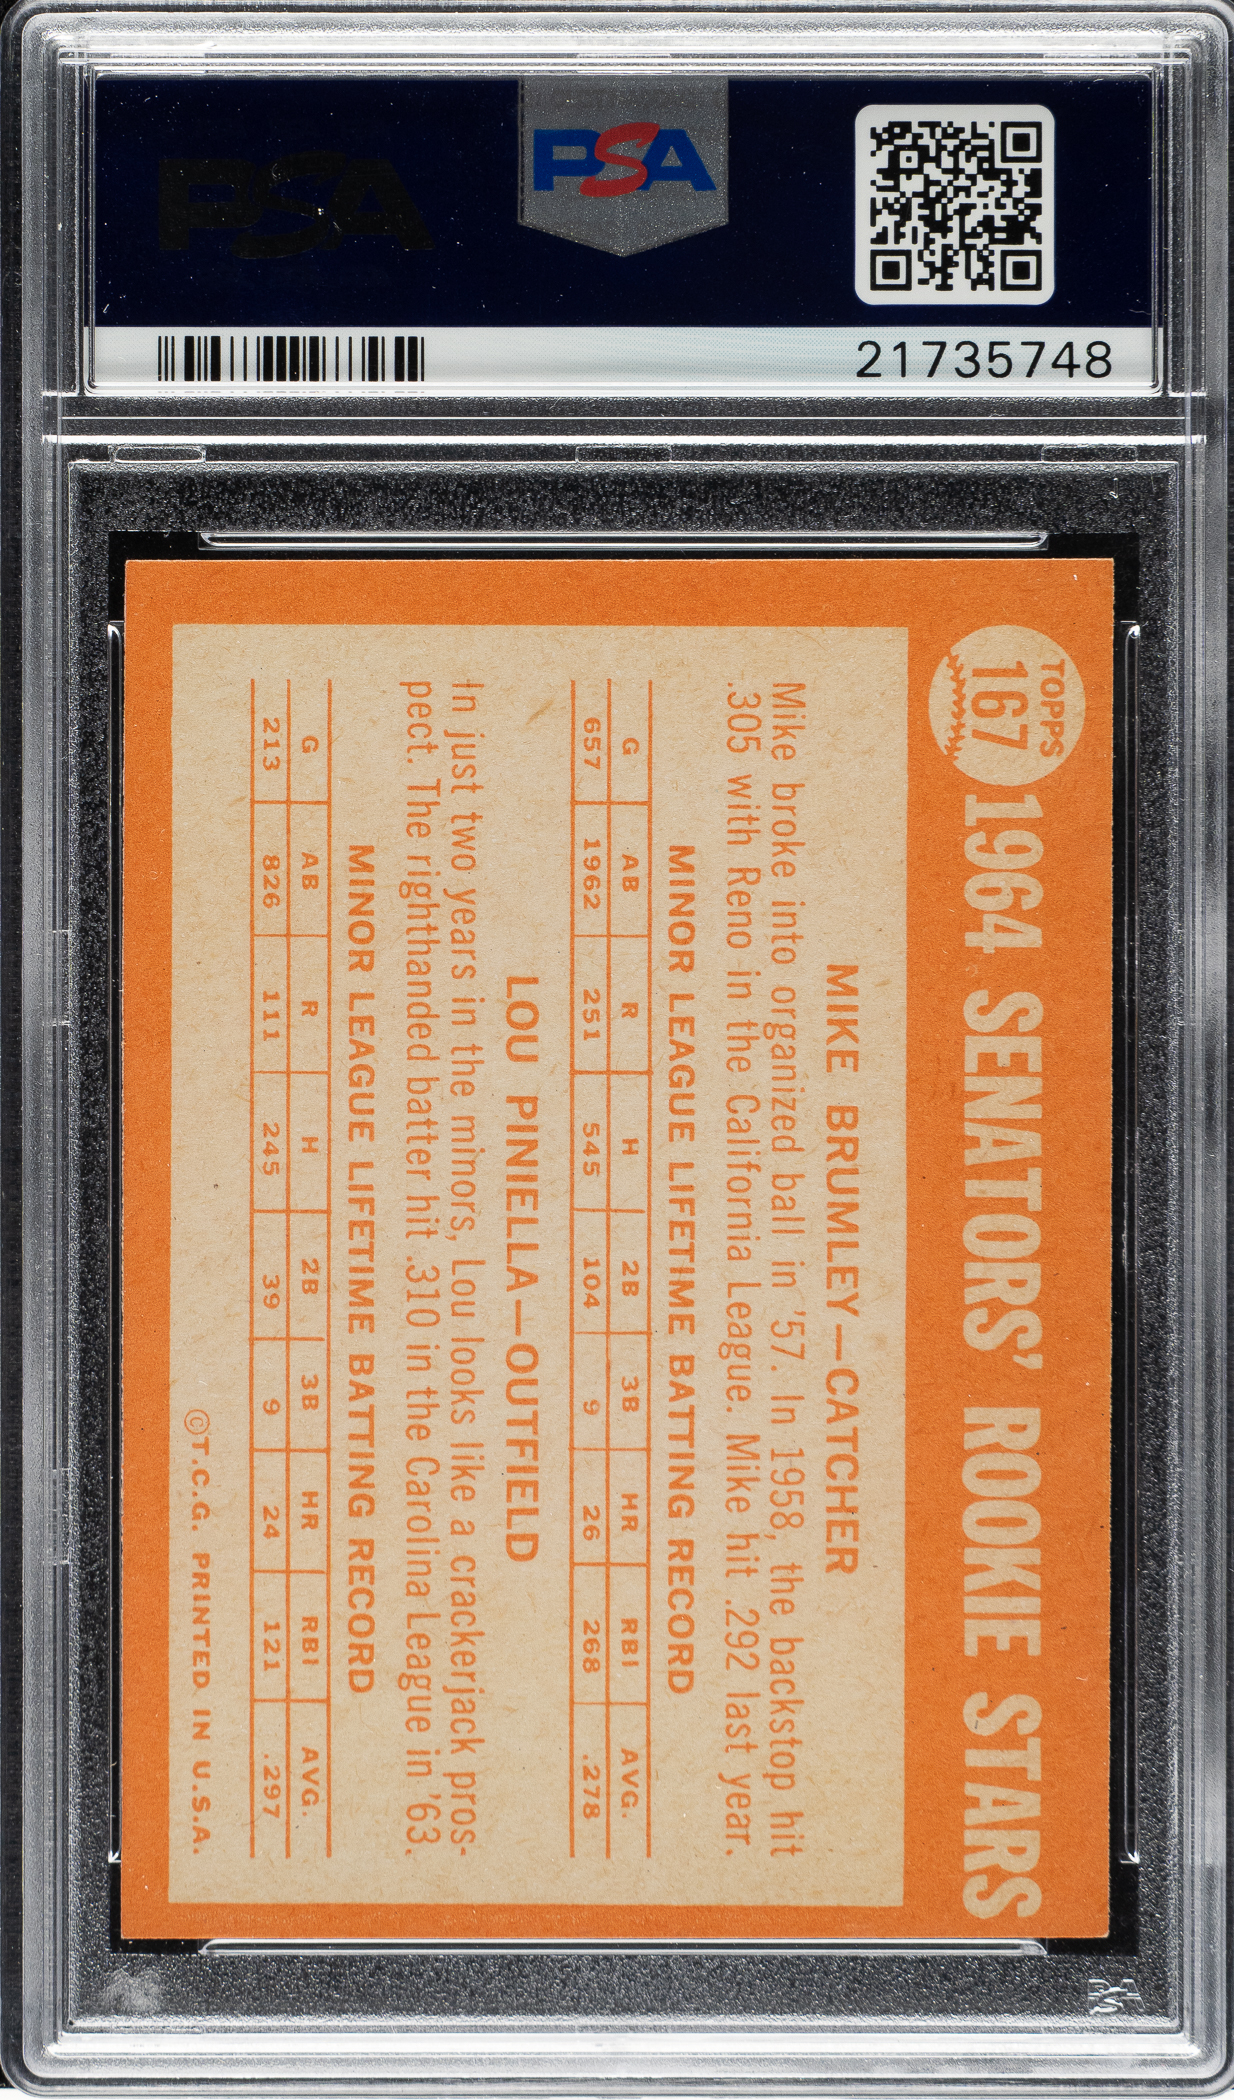 PSA
PSA
21735748
TOPPS
167
1964 SENATORS' ROOKIE STARS
MIKE BRUMLEY—CATCHER
Mike broke into organized ball in '57. In 1958, the backstop hit
.305 with Reno in the California League. Mike hit .292 last year.
MINOR LEAGUE LIFETIME BATTING RECORD
G AB R H 2B 3B HR RBI AVG.
657 1962 251 545 104 9 26 268 .278
LOU PINIELLA—OUTFIELD
In just two years in the minors, Lou looks like a crackerjack pros-
pect. The righthanded batter hit .310 in the Carolina League in '63.
MINOR LEAGUE LIFETIME BATTING RECORD
G AB R H 2B 3B HR RBI AVG.
213 826 111 245 39 9 24 121 .297
©T.C.G. PRINTED IN U.S.A.
PSA